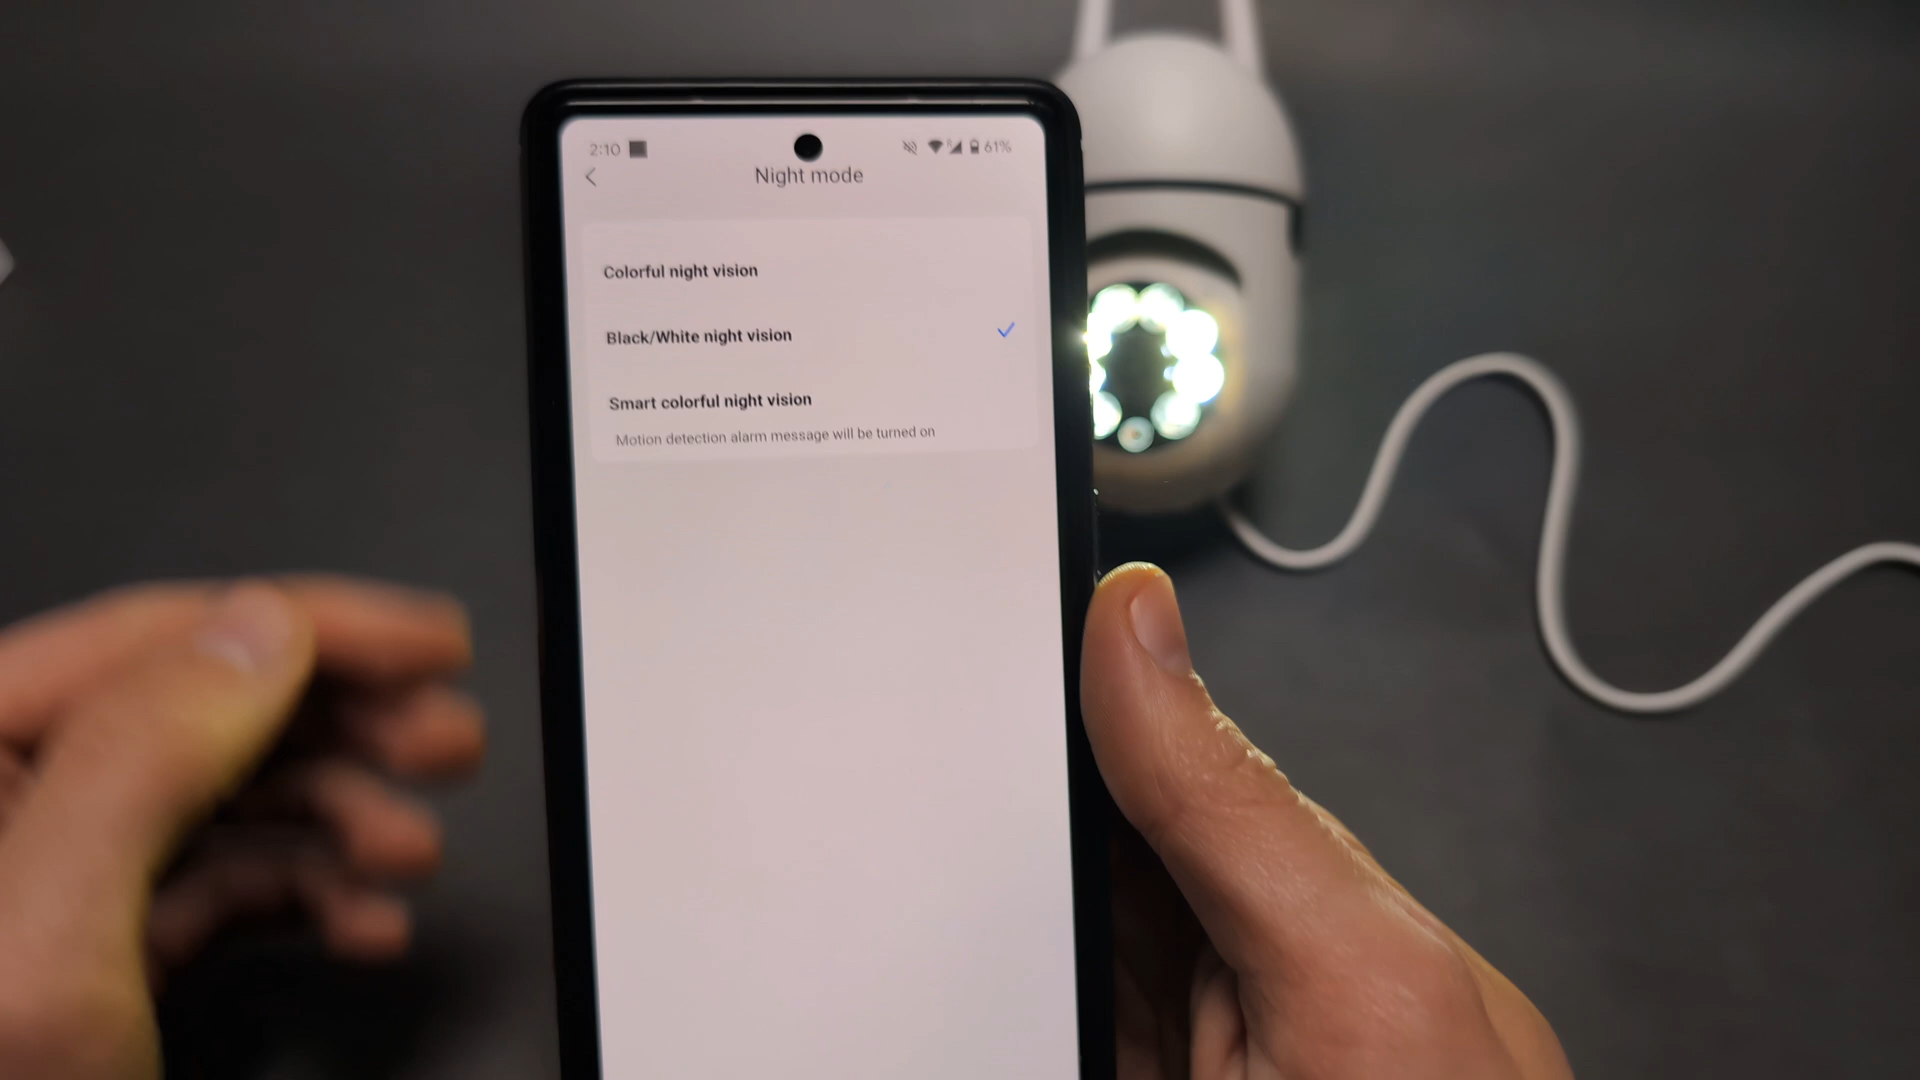 2:10 61%
Night mode
Colorful night vision
Black/White night vision
Smart colorful night vision
Motion detection alarm message will be turned on